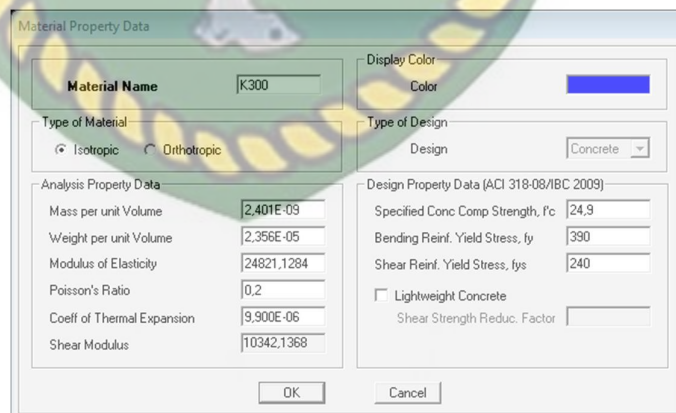 Material Property Data
Material Name K300
Display Color
Color
Type of Material
Isotropic Orthotropic
Type of Design
Design Concrete
Analysis Property Data
Mass per unit Volume 2,401E-09
Weight per unit Volume 2,356E-05
Modulus of Elasticity 24821,1284
Poisson's Ratio 0,2
Coeff of Thermal Expansion 9,900E-06
Shear Modulus 10342,1368
Design Property Data (ACI 318-08/IBC 2009)
Specified Conc Comp Strength, f'c 24,9
Bending Reinf. Yield Stress, fy 390
Shear Reinf. Yield Stress, fys 240
Lightweight Concrete
Shear Strength Reduc. Factor
OK Cancel